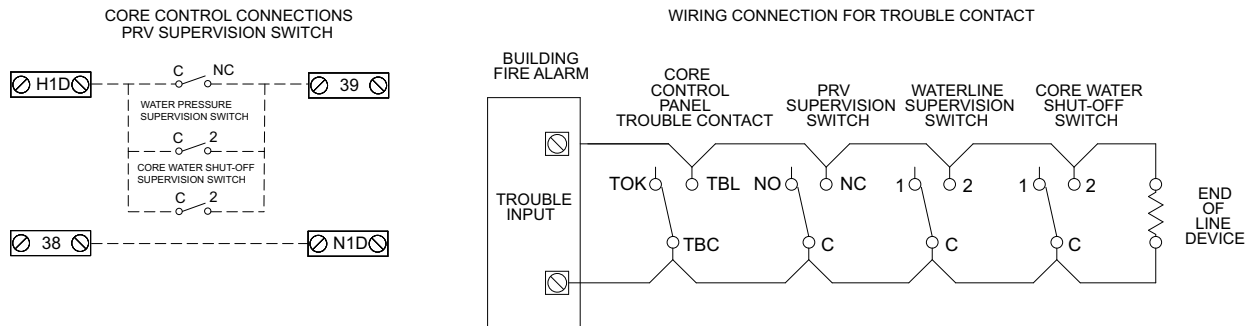 CORE CONTROL CONNECTIONS
PRV SUPERVISION SWITCH
H1D
C NC
39
WATER PRESSURE
SUPERVISION SWITCH
C 2
CORE WATER SHUT-OFF
SUPERVISION SWITCH
C 2
38
N1D
WIRING CONNECTION FOR TROUBLE CONTACT
BUILDING
FIRE ALARM
TROUBLE
INPUT
CORE
CONTROL
PANEL
TROUBLE CONTACT
TOK
TBL
TBC
PRV
SUPERVISION
SWITCH
NO
NC
C
WATERLINE
SUPERVISION
SWITCH
1
2
C
CORE WATER
SHUT-OFF
SWITCH
1
2
C
END
OF
LINE
DEVICE